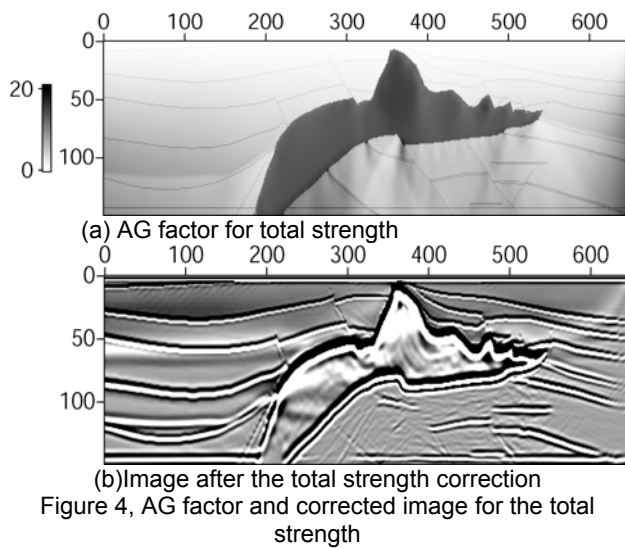 0 100 200 300 400 500 600
0
50
100
20
0
(a) AG factor for total strength
0 100 200 300 400 500 600
0
50
100
(b)Image after the total strength correction
Figure 4, AG factor and corrected image for the total
strength